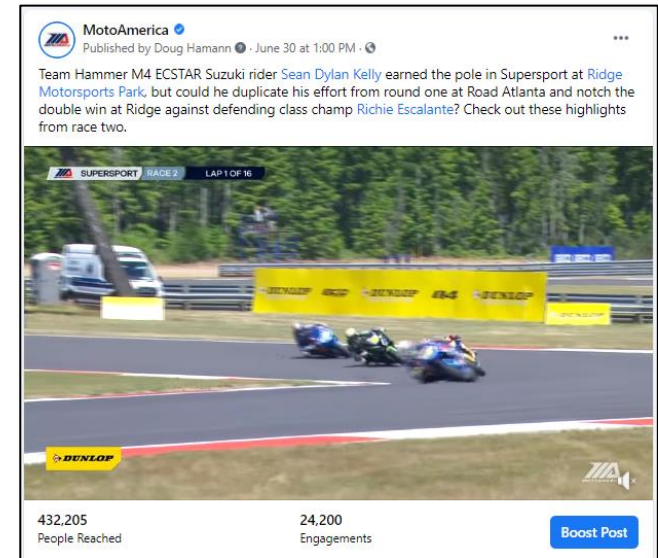 MotoAmerica
Published by Doug Hamann · June 30 at 1:00 PM ·
Team Hammer M4 ECSTAR Suzuki rider Sean Dylan Kelly earned the pole in Supersport at Ridge
Motorsports Park, but could he duplicate his effort from round one at Road Atlanta and notch the
double win at Ridge against defending class champ Richie Escalante? Check out these highlights
from race two.
SUPERSPORT RACE 2 LAP 1 OF 16
DUNLOP DUNLOP DUNLOP
DUNLOP
DUNLOP
432,205
24,200
People Reached
Engagements
Boost Post